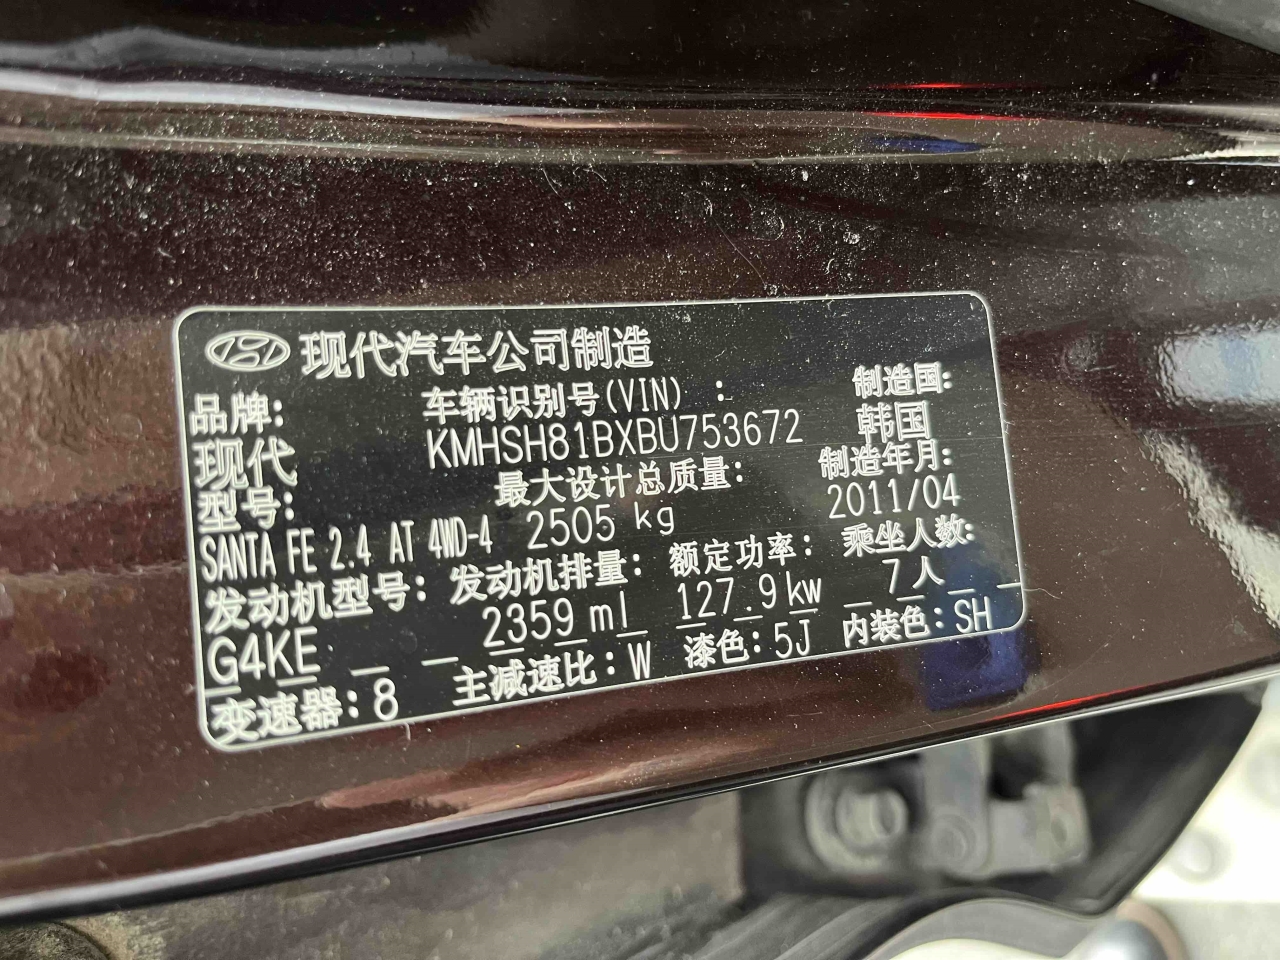 现代汽车公司制造
品牌: 车辆识别号(VIN) : 制造国:
现代 KMHSH81BXBU753672 韩国
型号: 最大设计总质量: 制造年月:
SANTA FE 2.4 AT 4WD-4 2505 kg 2011/04
发动机型号: 发动机排量: 额定功率: 乘坐人数:
G4KE 2359 ml 127.9kw 7人
变速器:8 主减速比:W 漆色:5J 内装色:SH